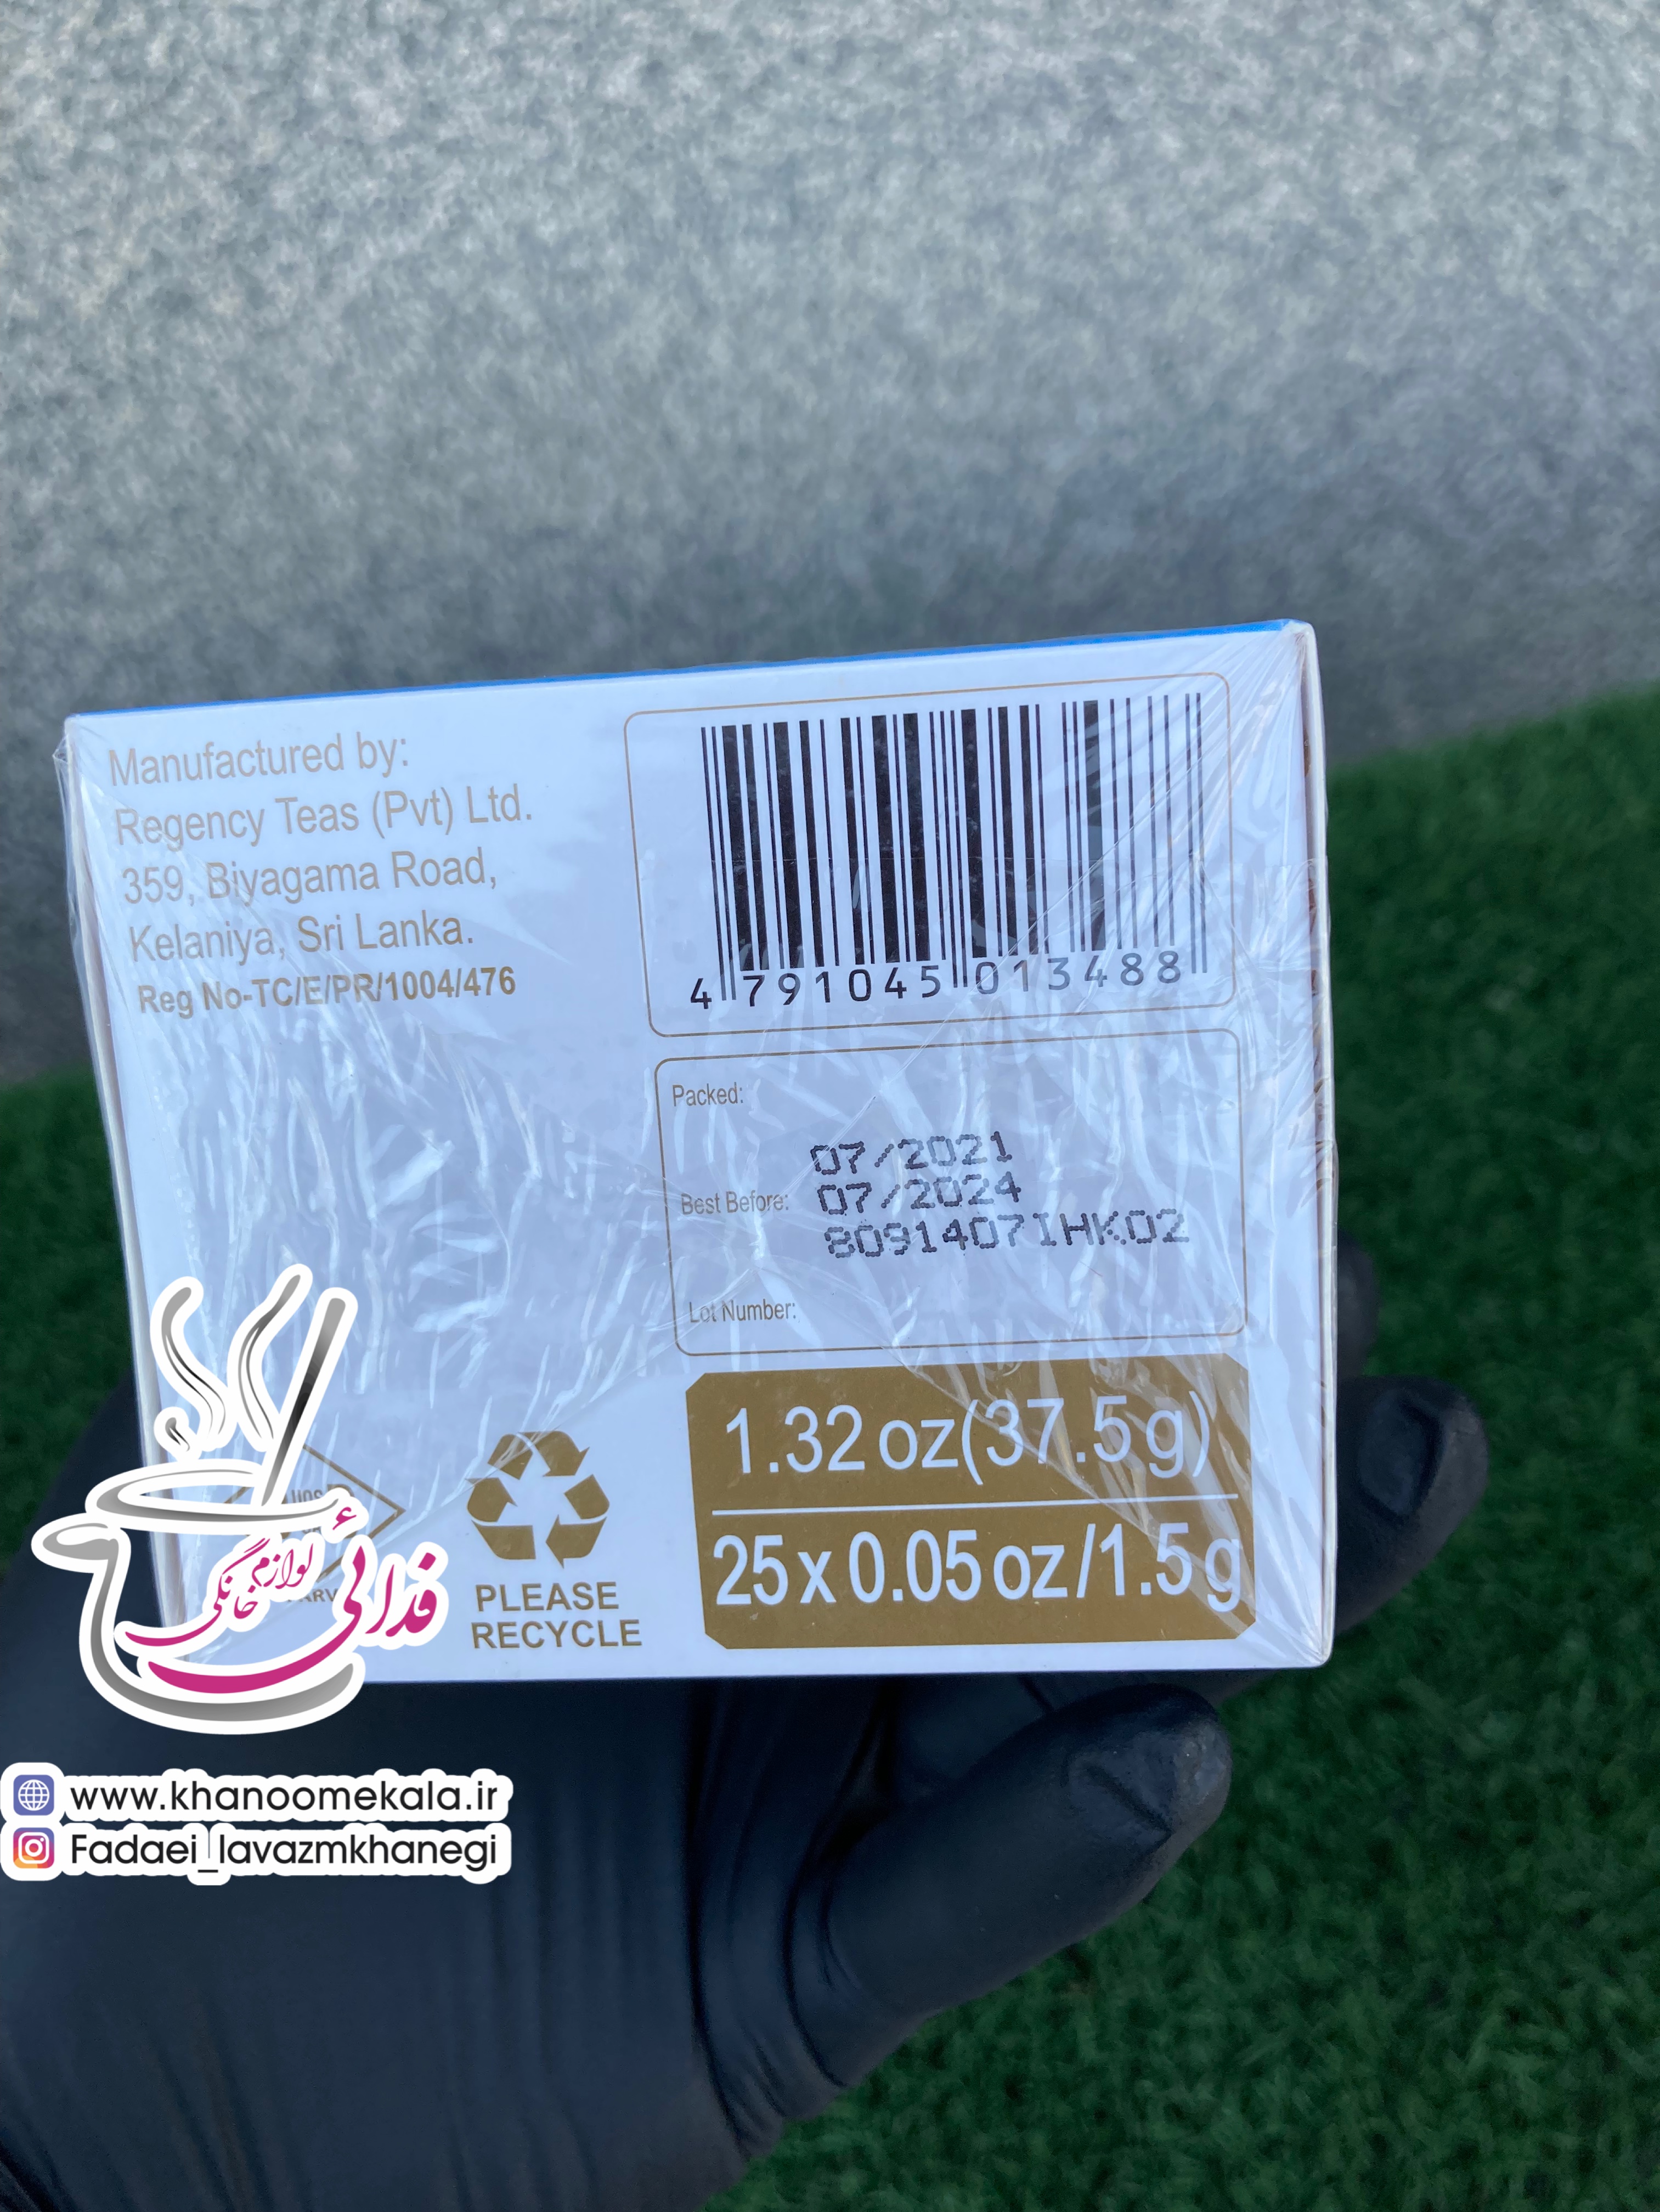 Manufactured by:
Regency Teas (Pvt) Ltd.
359, Biyagama Road,
Kelaniya, Sri Lanka.
Reg No-TC/E/PR/1004/476
4 791045 013488
Packed:
07/2021
Best Before: 07/2024
8091407IHK02
Lot Number:
1.32 oz(37.5 g)
25 x 0.05 oz/1.5 g
PLEASE
RECYCLE
لوازم خانگی
فدائی
www.khanoomekala.ir
Fadaei_lavazmkhanegi